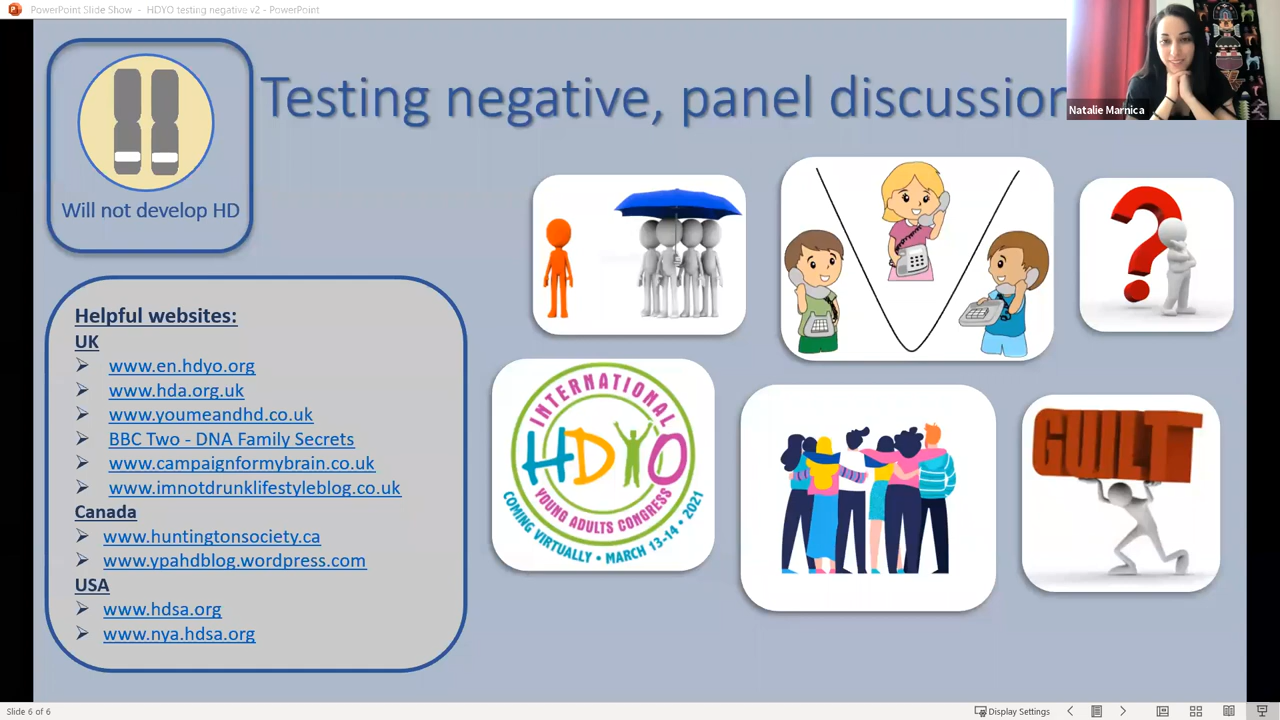 PowerPoint Slide Show - HDYO testing negative v2 - PowerPoint
Testing negative, panel discussion
Natalie Marnica
Will not develop HD
Helpful websites:
UK
www.en.hdyo.org
www.hda.org.uk
www.youmeandhd.co.uk
BBC Two - DNA Family Secrets
www.campaignformybrain.co.uk
www.imnotdrunklifestyleblog.co.uk
Canada
www.huntingtonsociety.ca
www.ypahdblog.wordpress.com
USA
www.hdsa.org
www.nya.hdsa.org
INTERNATIONAL
HDYO
YOUNG ADULTS CONGRESS
COMING VIRTUALLY • MARCH 13-14 • 2021
GUILT
Slide 6 of 6
Display Settings